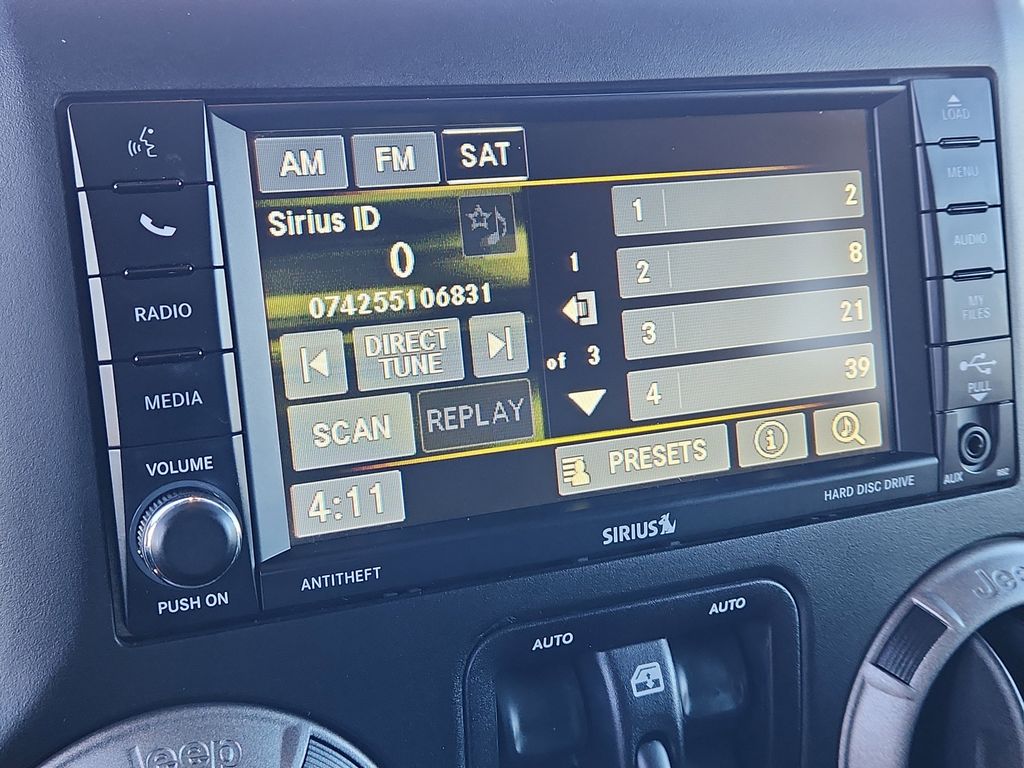 AM FM SAT
Sirius ID
0
074255106831
DIRECT
TUNE
SCAN REPLAY
4:11
1
of 3
1 2
2 8
3 21
4 39
PRESETS
RADIO
MEDIA
VOLUME
PUSH ON
LOAD
MENU
AUDIO
MY
FILES
PULL
AUX
RB2
ANTITHEFT
SIRIUS
HARD DISC DRIVE
AUTO
AUTO
Jeep
Jeep